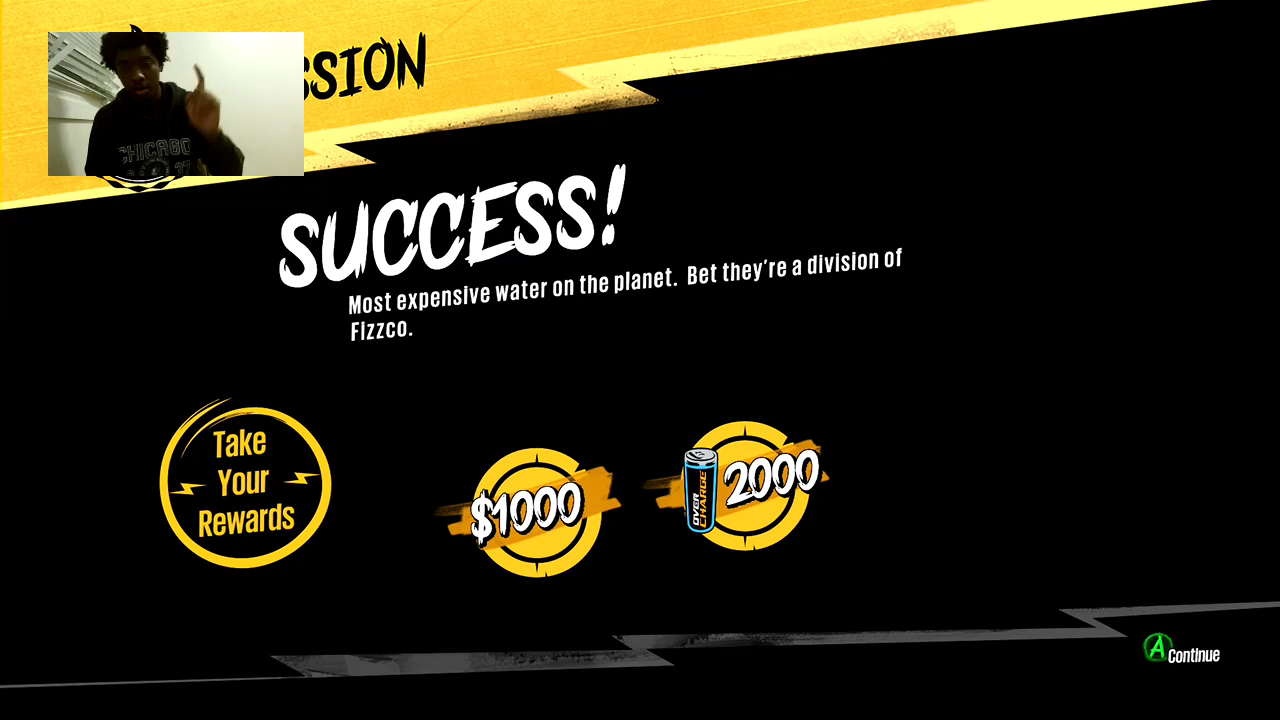 SSION
CHICAGO
SUCCESS!
Most expensive water on the planet. Bet they're a division of
Fizzco.
Take
Your
Rewards
$1000
OVER
CHARGE
2000
A Continue